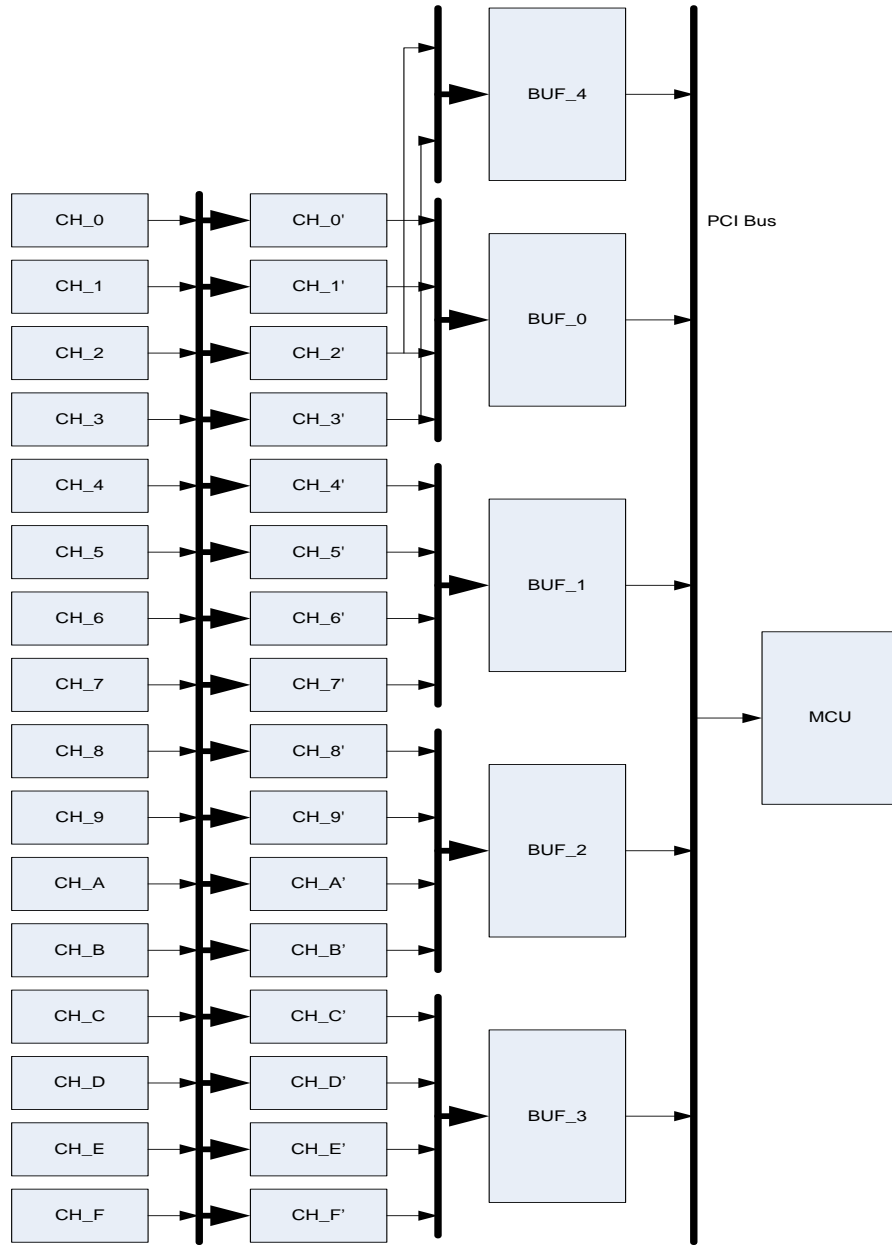 BUF_4
CH_0
CH_0'
PCI Bus
CH_1
CH_1'
BUF_0
CH_2
CH_2'
CH_3
CH_3'
CH_4
CH_4'
CH_5
CH_5'
BUF_1
CH_6
CH_6'
CH_7
CH_7'
MCU
CH_8
CH_8'
CH_9
CH_9'
BUF_2
CH_A
CH_A’
CH_B
CH_B’
CH_C
CH_C’
CH_D
CH_D’
BUF_3
CH_E
CH_E’
CH_F
CH_F'